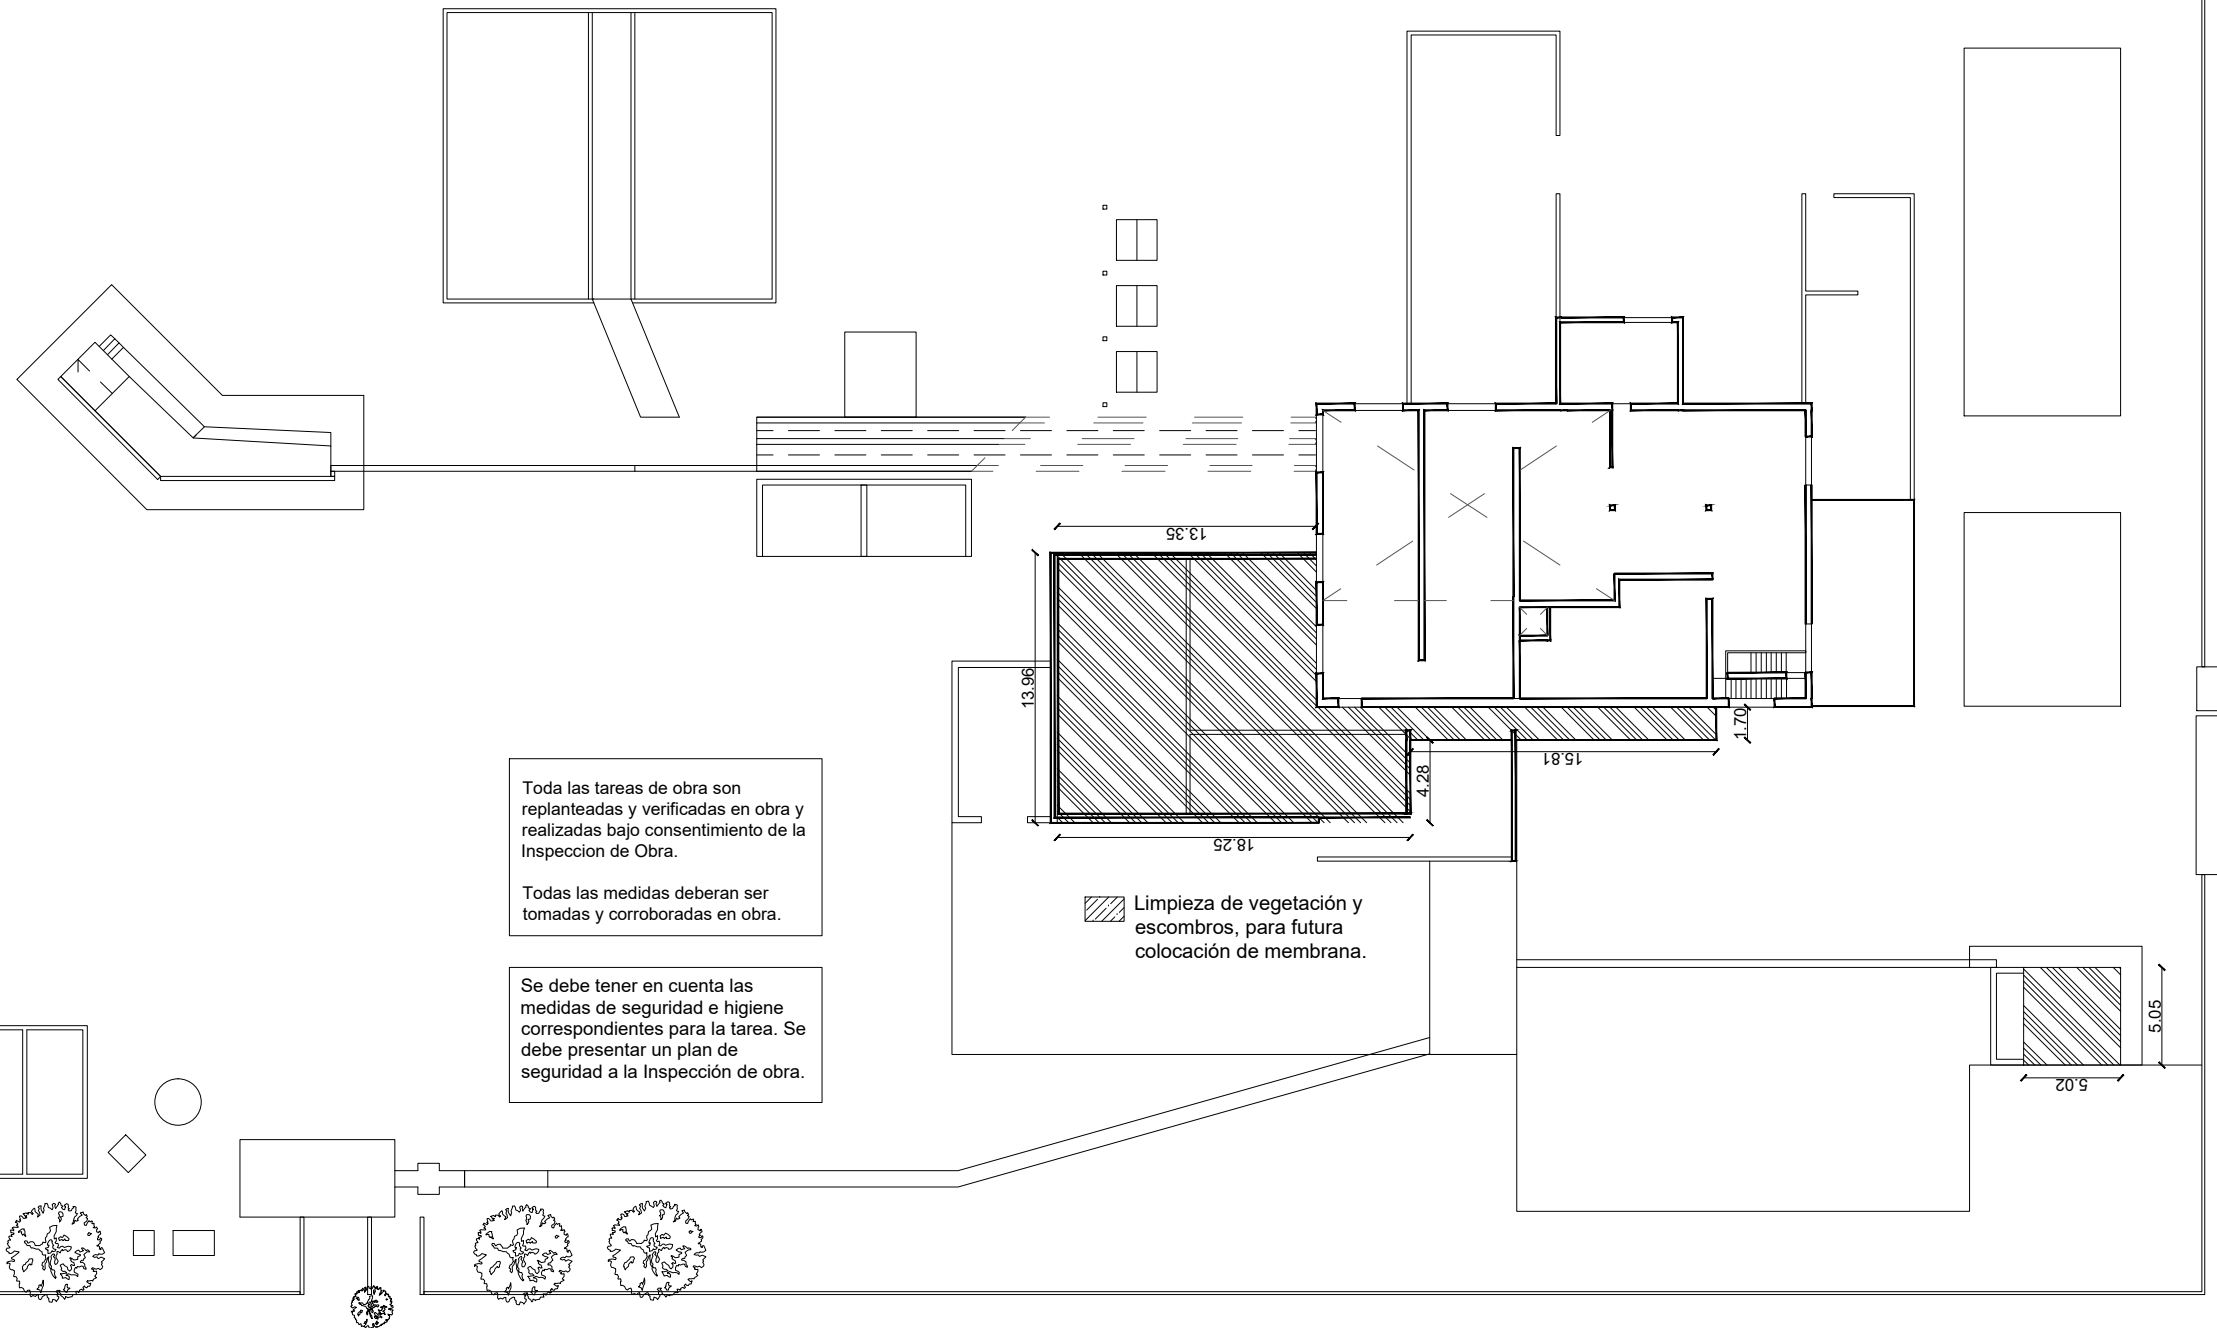 13.35
13.96
1.70
15.81
4.28
18.25
Toda las tareas de obra son
replanteadas y verificadas en obra y
realizadas bajo consentimiento de la
Inspeccion de Obra.
Todas las medidas deberan ser
tomadas y corroboradas en obra.
Limpieza de vegetación y
escombros, para futura
colocación de membrana.
Se debe tener en cuenta las
medidas de seguridad e higiene
correspondientes para la tarea. Se
debe presentar un plan de
seguridad a la Inspección de obra.
5.05
5.02